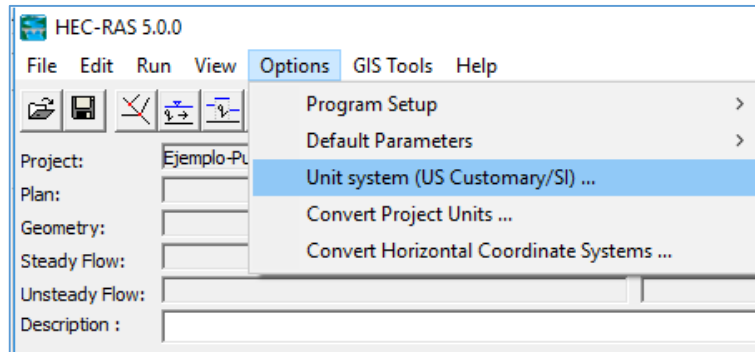 HEC-RAS 5.0.0
File Edit Run View Options GIS Tools Help
Program Setup
Default Parameters
Project: Ejemplo-Pu
Unit system (US Customary/SI) ...
Plan:
Convert Project Units ...
Geometry:
Convert Horizontal Coordinate Systems ...
Steady Flow:
Unsteady Flow:
Description :